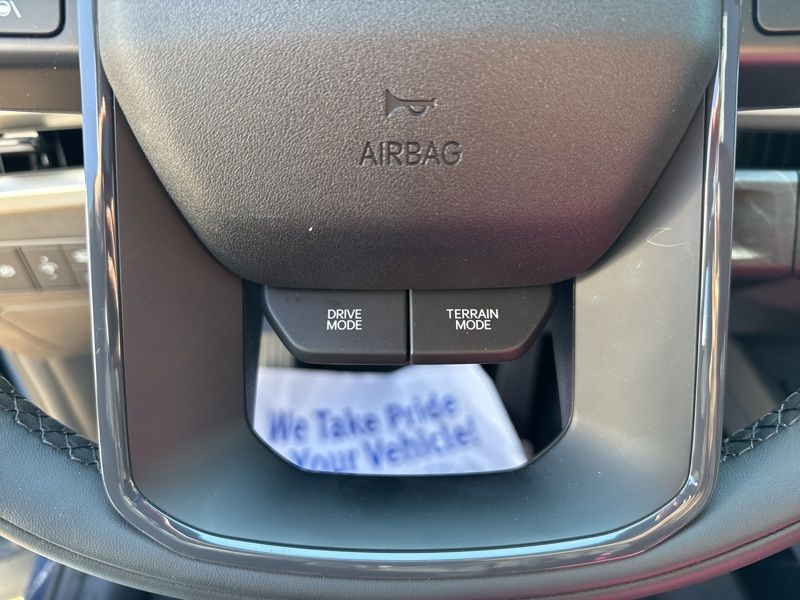 AIRBAG
DRIVE
MODE
TERRAIN
MODE
We Take Pride
Your Vehicle!